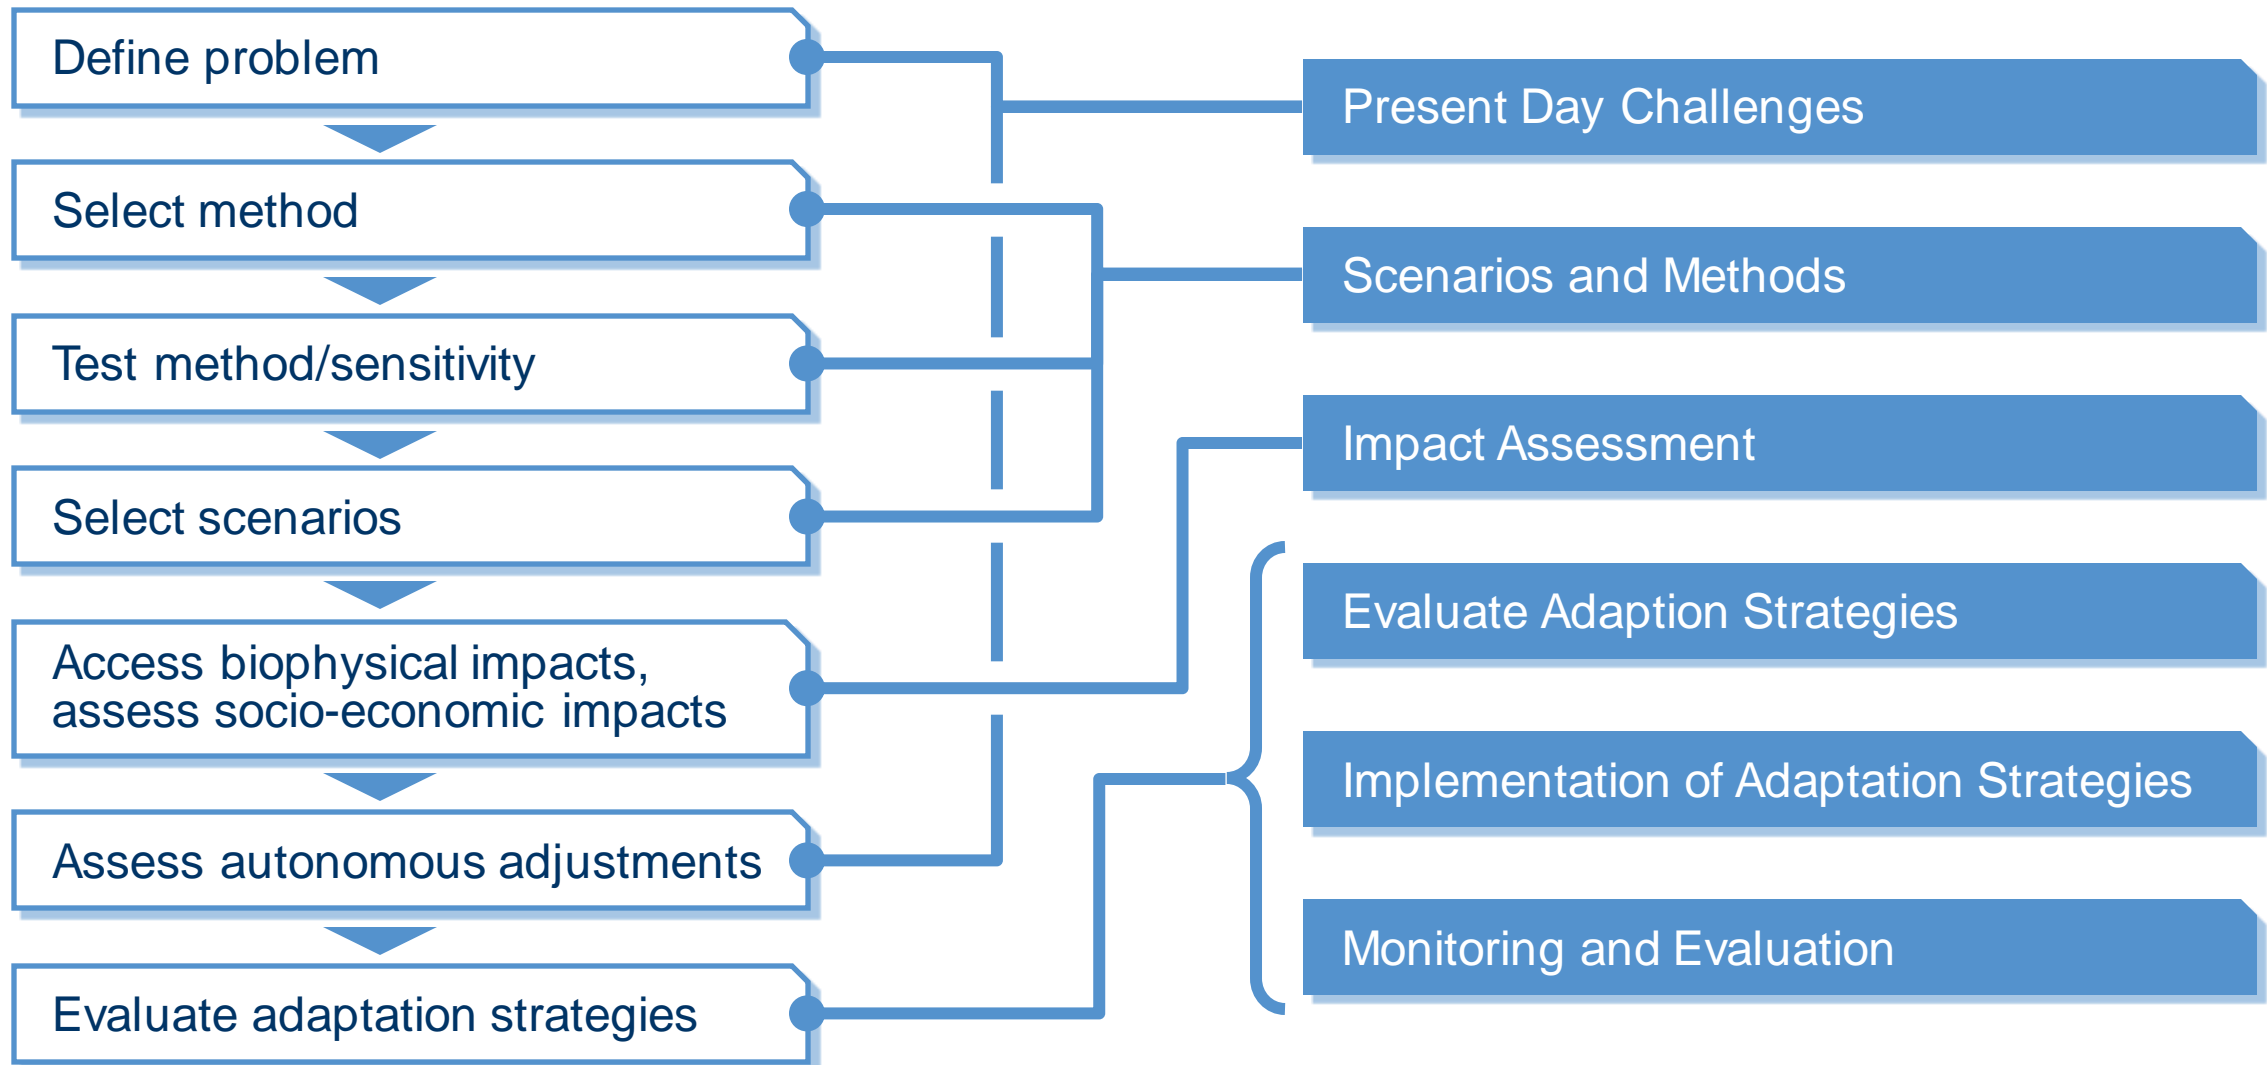 Define problem
Select method
Test method/sensitivity
Select scenarios
Access biophysical impacts,
assess socio-economic impacts
Assess autonomous adjustments
Evaluate adaptation strategies
Present Day Challenges
Scenarios and Methods
Impact Assessment
Evaluate Adaption Strategies
Implementation of Adaptation Strategies
Monitoring and Evaluation